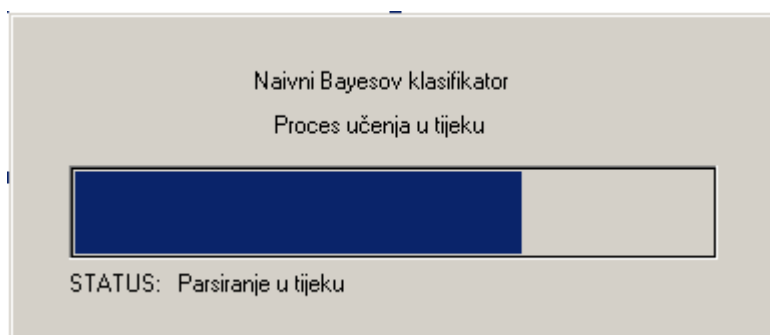 Naivni Bayesov klasifikator
Proces učenja u tijeku
STATUS: Parsiranje u tijeku